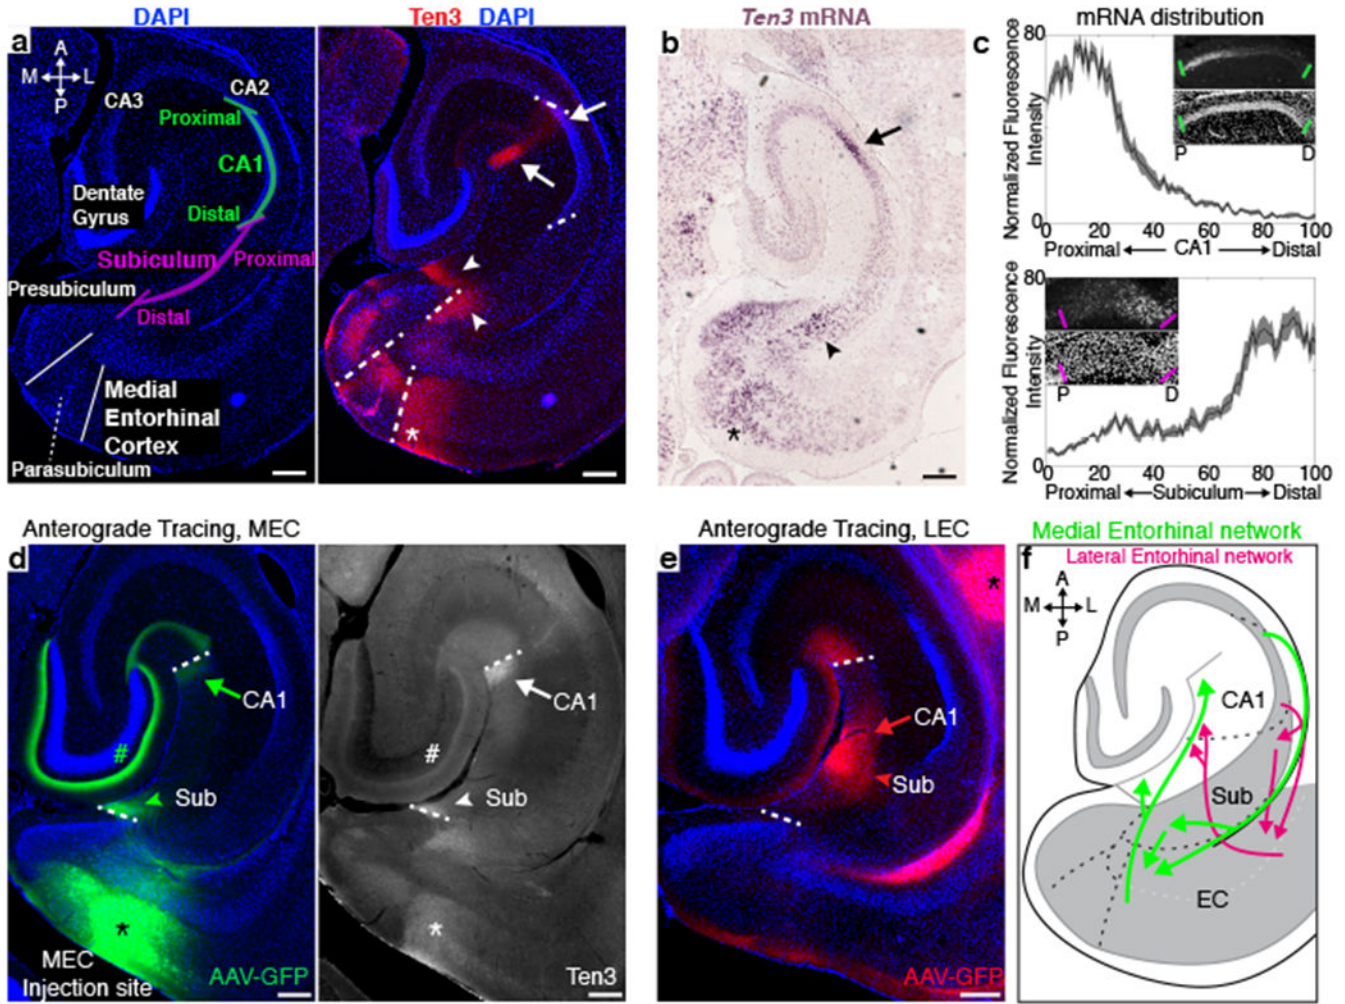 DAPI
Ten3 DAPI
Ten3 mRNA
mRNA distribution
a
A
M L
P
CA3
CA2
Proximal
CA1
Dentate
Gyrus
Distal
Subiculum
Proximal
Presubiculum
Distal
Medial
Entorhinal
Cortex
Parasubiculum
*
b
*
c
Normalized Fluorescence
Intensity
80
0
P D
0 20 40 60 80 100
Proximal CA1 Distal
Normalized Fluorescence
Intensity
80
0
P D
0 20 40 60 80 100
Proximal Subiculum Distal
Anterograde Tracing, MEC
d
CA1
#
Sub
*
MEC
Injection site
AAV-GFP
CA1
#
Sub
*
Ten3
Anterograde Tracing, LEC
e
*
CA1
Sub
AAV-GFP
Medial Entorhinal network
f
Lateral Entorhinal network
A
M L
P
CA1
Sub
EC